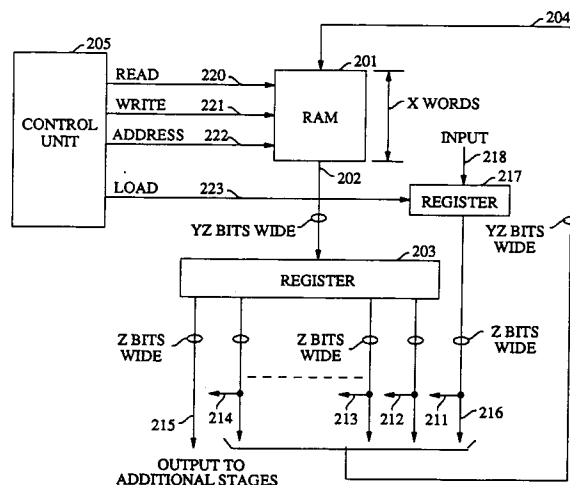 204
205
READ 220
201
WRITE 221
CONTROL
UNIT
RAM
X WORDS
ADDRESS 222
INPUT
218
202
217
LOAD 223
REGISTER
YZ BITS WIDE
YZ BITS
WIDE
203
REGISTER
Z BITS
WIDE
Z BITS
WIDE
Z BITS
WIDE
215
214
213
212
211
216
OUTPUT TO
ADDITIONAL STAGES